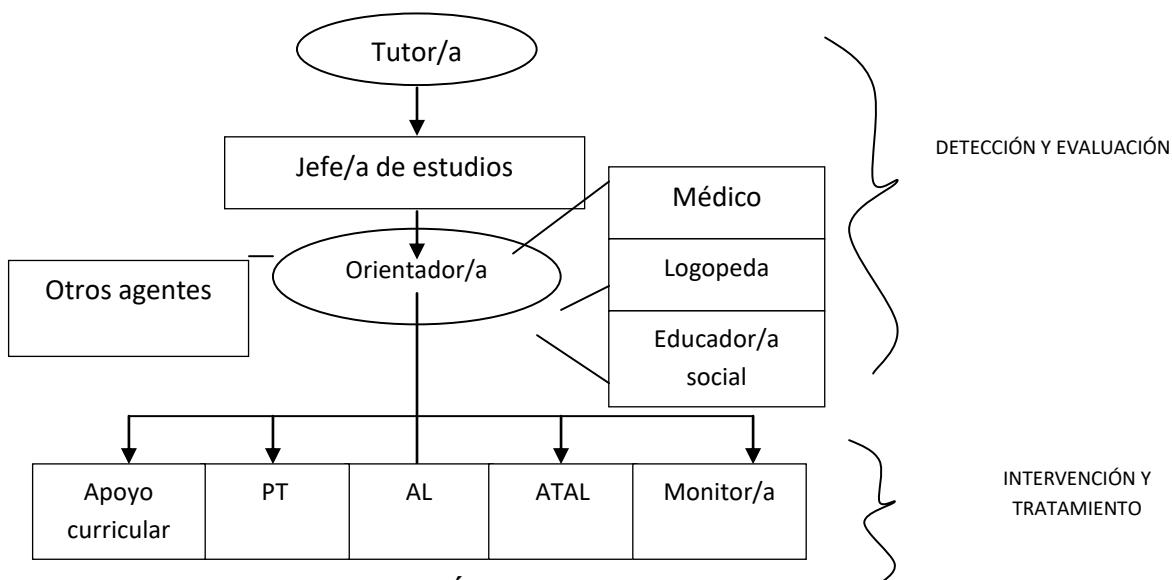 Tutor/a
DETECCIÓN Y EVALUACIÓN
Jefe/a de estudios
Médico
Orientador/a
Logopeda
Otros agentes
Educador/a
social
Apoyo
curricular
PT
AL
ATAL
Monitor/a
INTERVENCIÓN Y
TRATAMIENTO